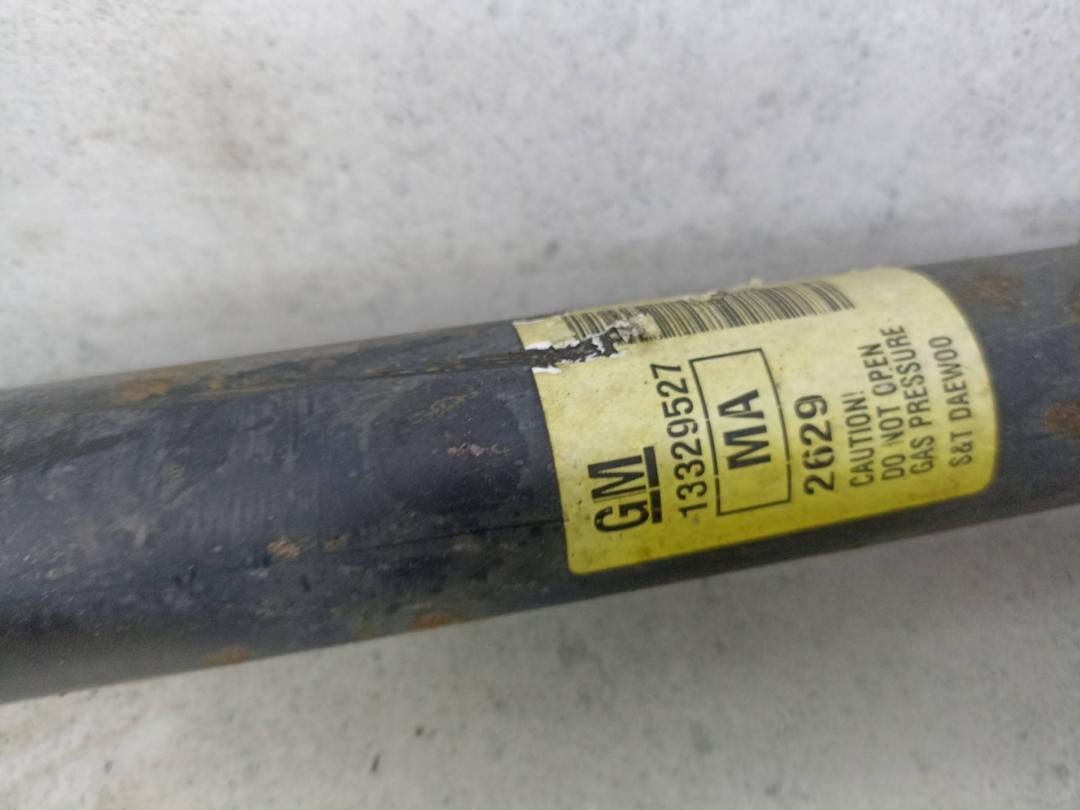 GM
13329527
MA
2629
CAUTION!
DO NOT OPEN
GAS PRESSURE
S&T DAEWOO